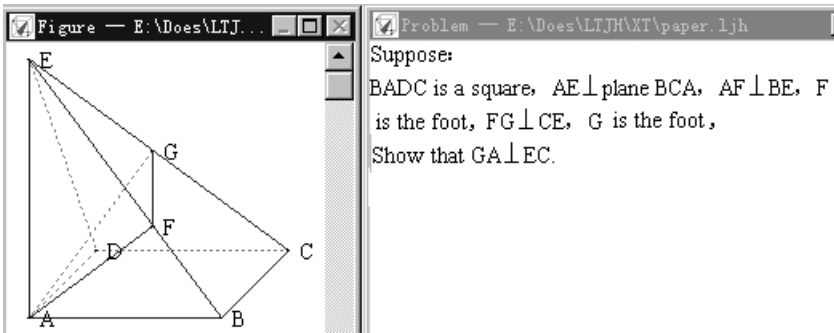 Figure — E:\Does\LTJ...
Problem — E:\Does\LTJH\XT\paper.ljh
Suppose:
BADC is a square, AE⊥plane BCA, AF⊥BE, F
is the foot, FG⊥CE, G is the foot,
Show that GA⊥EC.
E
G
F
D
C
A
B